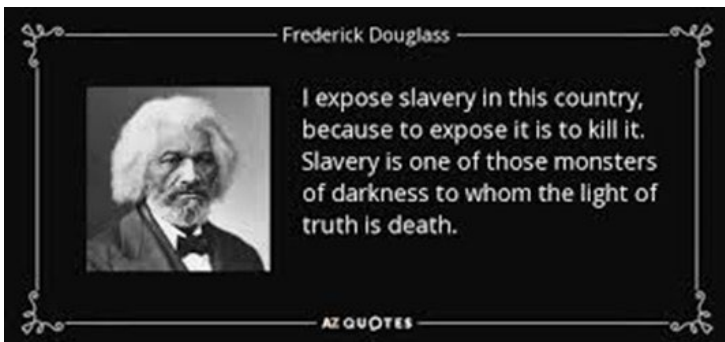 Frederick Douglass
I expose slavery in this country,
because to expose it is to kill it.
Slavery is one of those monsters
of darkness to whom the light of
truth is death.
AZ QUOTES